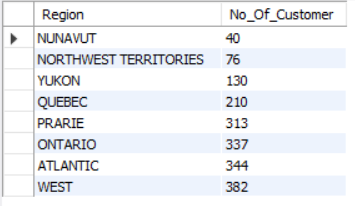 Region No_Of_Customer
NUNAVUT 40
NORTHWEST TERRITORIES 76
YUKON 130
QUEBEC 210
PRARIE 313
ONTARIO 337
ATLANTIC 344
WEST 382